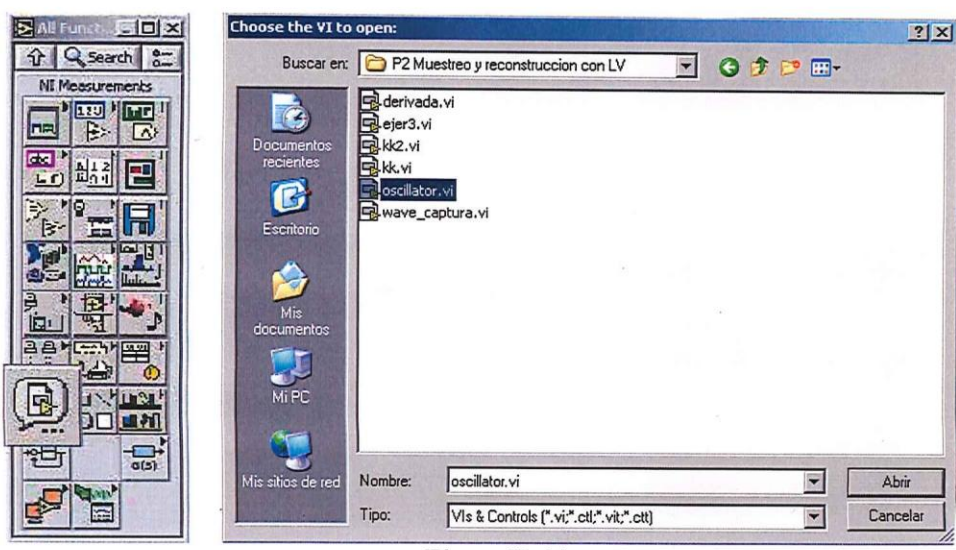 All Funct...
Search
NI Measurements
Choose the VI to open:
Buscar en:
P2 Muestreo y reconstruccion con LV
derivada.vi
ejer3.vi
kk2.vi
kk.vi
oscillator.vi
wave_captura.vi
Documentos
recientes
Escritorio
Mis
documentos
Mi PC
Mis sitios de red
Nombre:
oscillator.vi
Abrir
Tipo:
VIs & Controls (*.vi;*.ctl;*.vit;*.ctt)
Cancelar